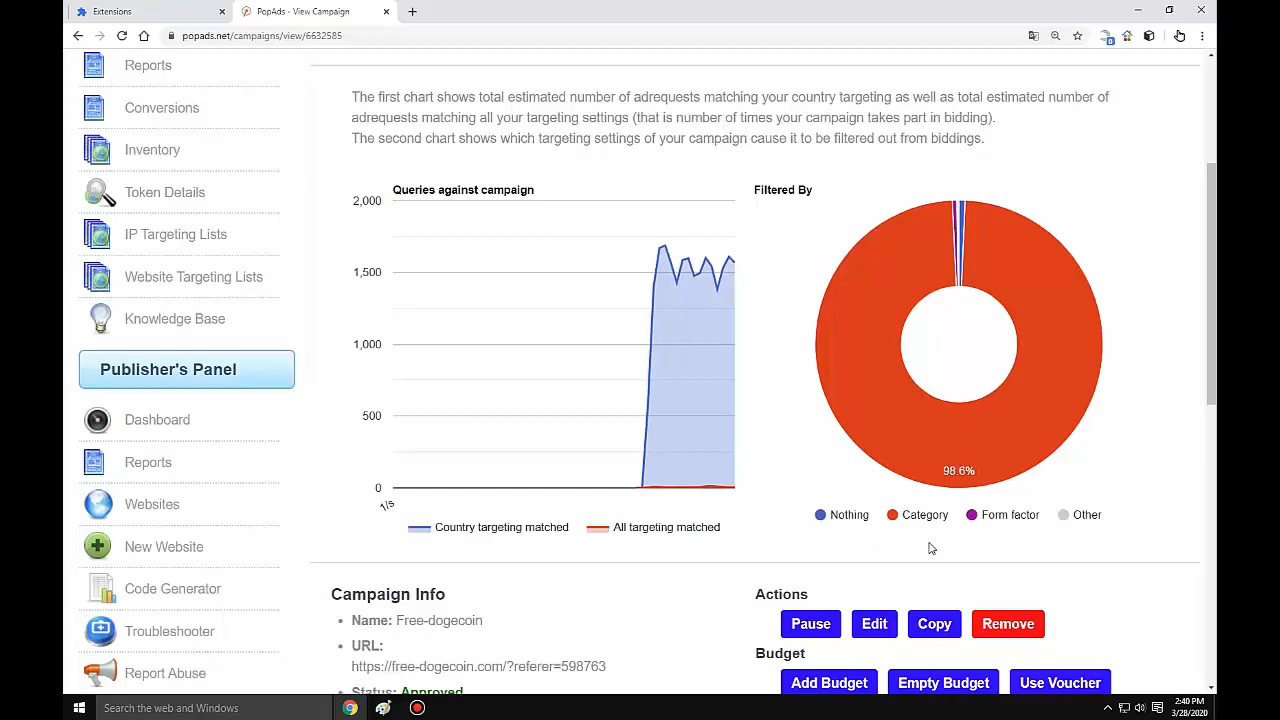 Extensions
PopAds - View Campaign
popads.net/campaigns/view/6632585
0
Reports
Conversions
Inventory
Token Details
IP Targeting Lists
Website Targeting Lists
Knowledge Base
Publisher's Panel
Dashboard
Reports
Websites
New Website
Code Generator
Troubleshooter
Report Abuse
The first chart shows total estimated number of adrequests matching your country targeting as well as total estimated number of
adrequests matching all your targeting settings (that is number of times your campaign takes part in bidding).
The second chart shows which targeting settings of your campaign cause it to be filtered out from biddings.
Queries against campaign
2,000
1,500
1,000
500
0
1/s
Country targeting matched
All targeting matched
Filtered By
98.6%
Nothing
Category
Form factor
Other
Campaign Info
Name: Free-dogecoin
URL:
https://free-dogecoin.com/?referer=598763
Status: Approved
Actions
Pause
Edit
Copy
Remove
Budget
Add Budget
Empty Budget
Use Voucher
Search the web and Windows
2:40 PM
3/28/2020